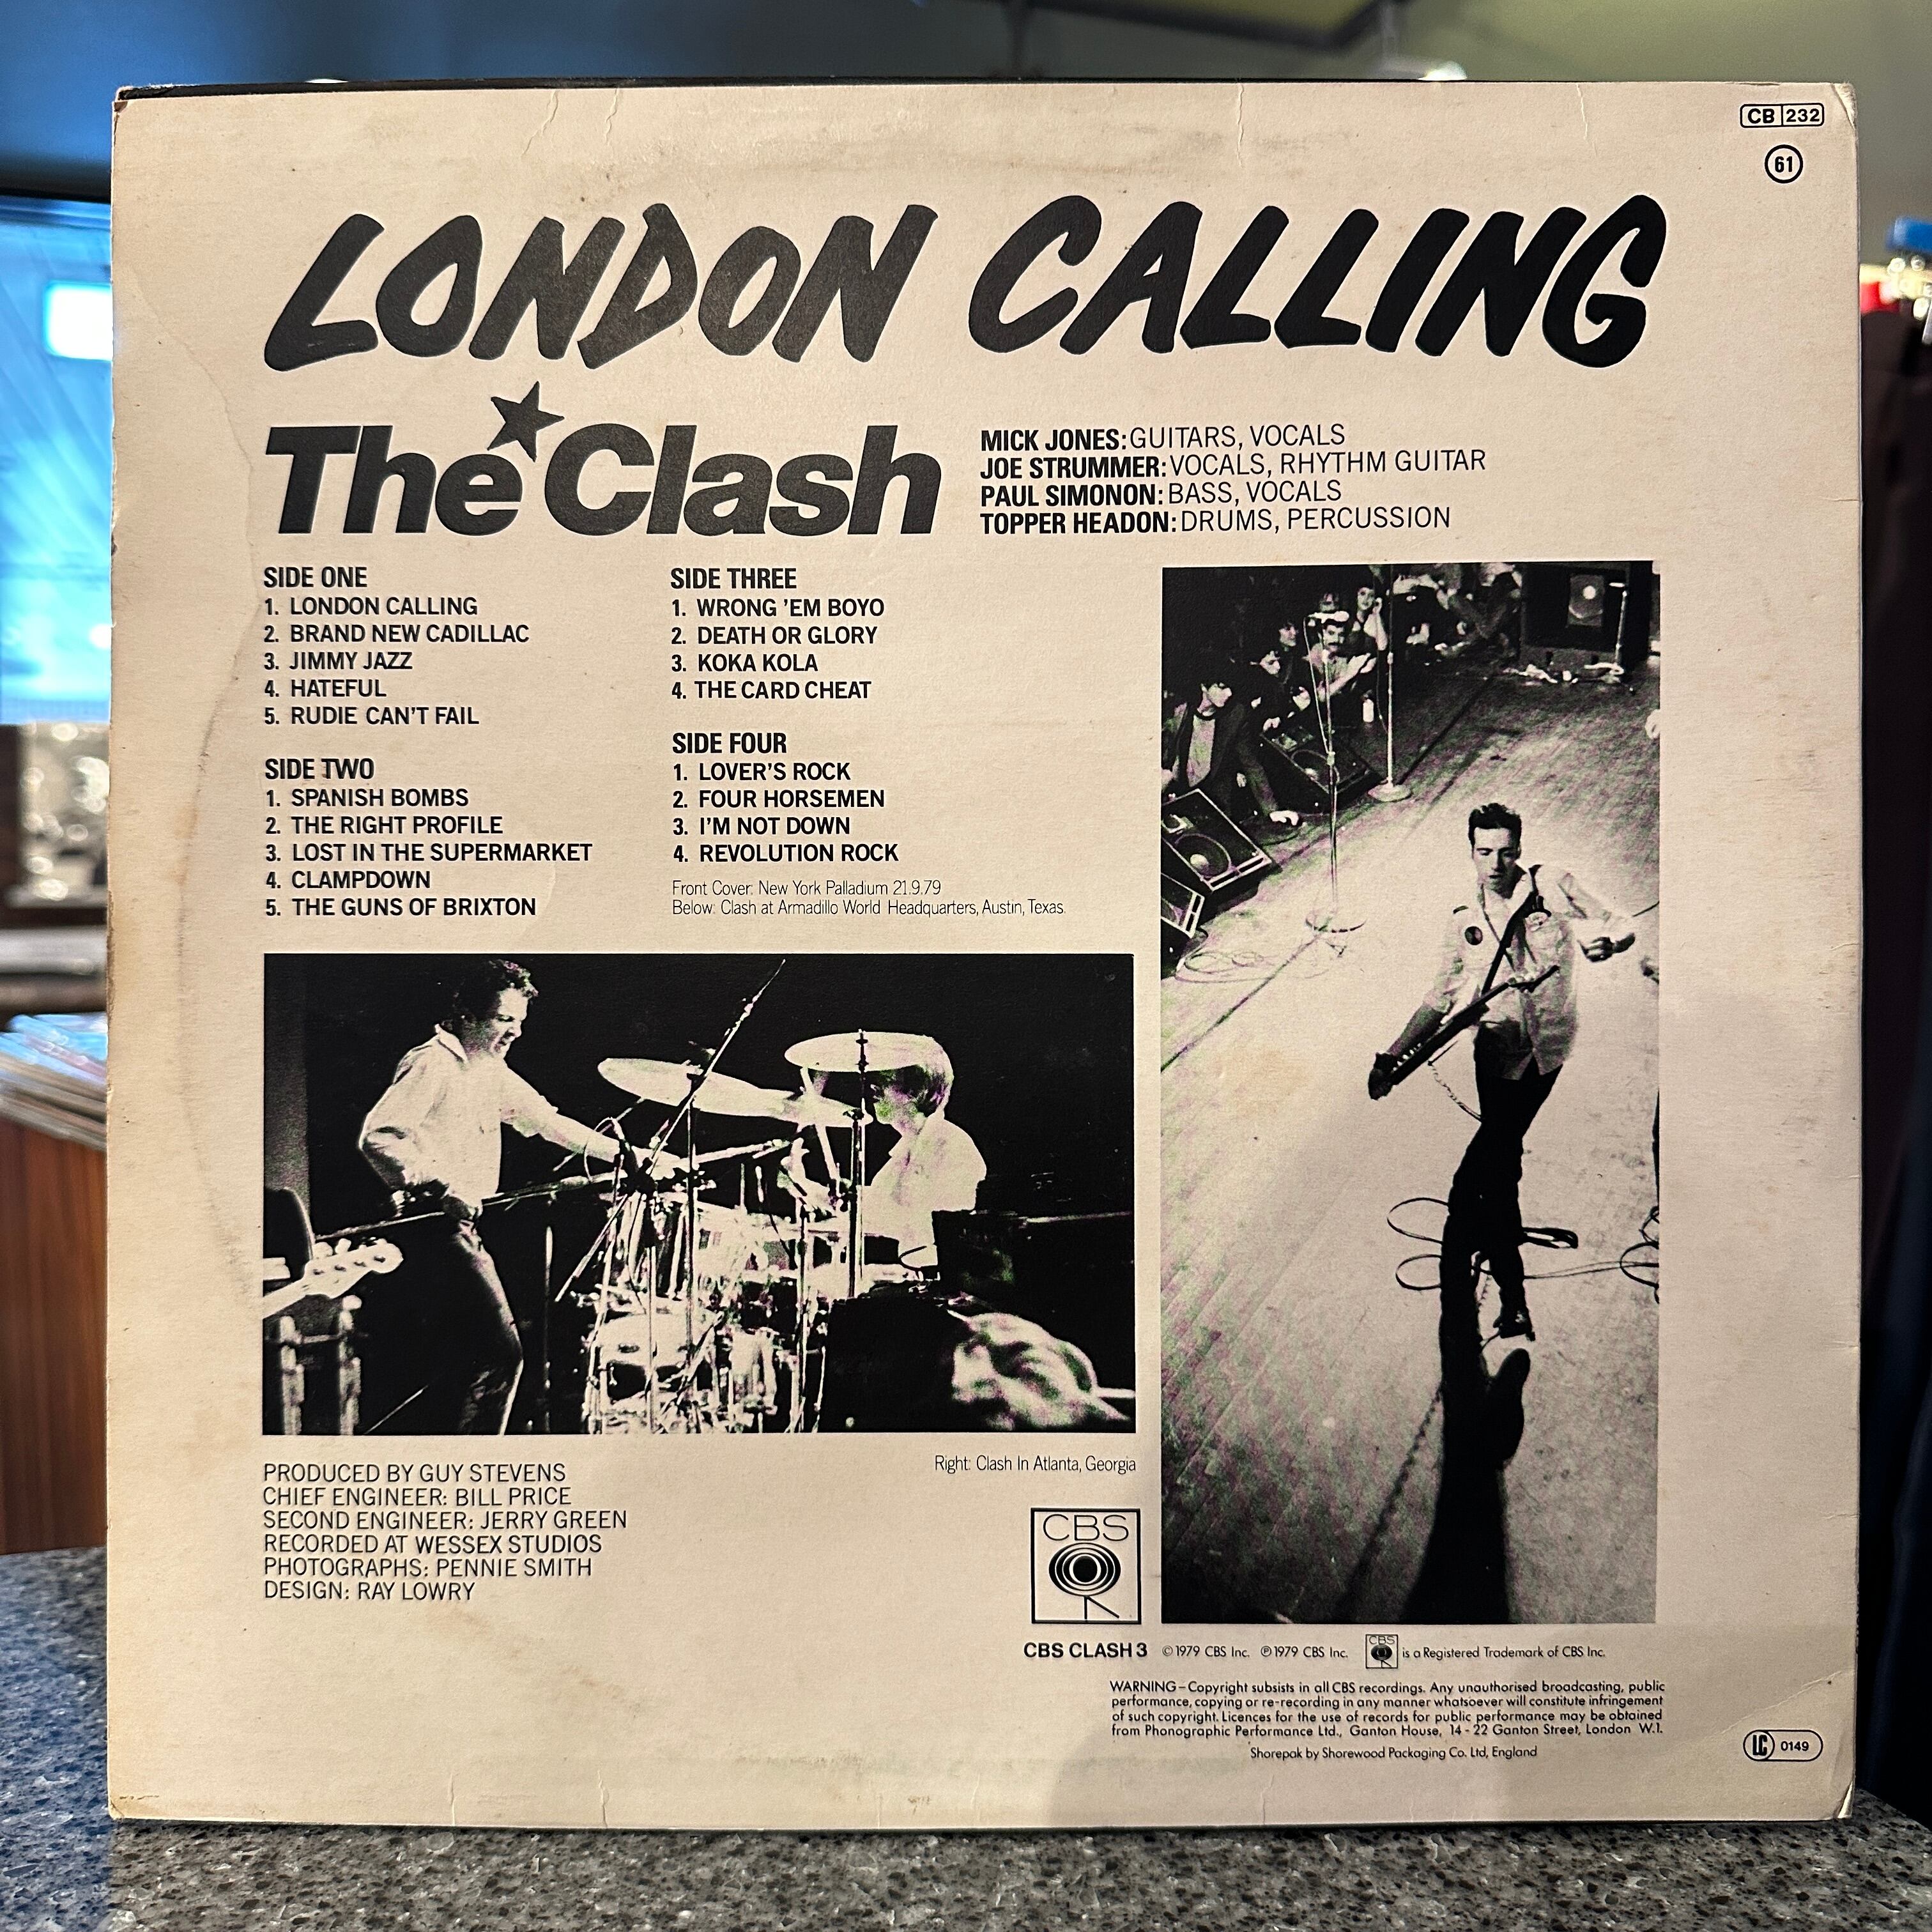 CB 232
61
LONDON CALLING
The Clash
MICK JONES: GUITARS, VOCALS
JOE STRUMMER: VOCALS, RHYTHM GUITAR
PAUL SIMONON: BASS, VOCALS
TOPPER HEADON: DRUMS, PERCUSSION
SIDE ONE
1. LONDON CALLING
2. BRAND NEW CADILLAC
3. JIMMY JAZZ
4. HATEFUL
5. RUDIE CAN'T FAIL
SIDE TWO
1. SPANISH BOMBS
2. THE RIGHT PROFILE
3. LOST IN THE SUPERMARKET
4. CLAMPDOWN
5. THE GUNS OF BRIXTON
SIDE THREE
1. WRONG 'EM BOYO
2. DEATH OR GLORY
3. KOKA KOLA
4. THE CARD CHEAT
SIDE FOUR
1. LOVER'S ROCK
2. FOUR HORSEMEN
3. I'M NOT DOWN
4. REVOLUTION ROCK
Front Cover: New York Palladium 21.9.79
Below: Clash at Armadillo World Headquarters, Austin, Texas.
Right: Clash In Atlanta, Georgia
PRODUCED BY GUY STEVENS
CHIEF ENGINEER: BILL PRICE
SECOND ENGINEER: JERRY GREEN
RECORDED AT WESSEX STUDIOS
PHOTOGRAPHS: PENNIE SMITH
DESIGN: RAY LOWRY
CBS
CBS CLASH 3 © 1979 CBS Inc. ℗ 1979 CBS Inc. CBS is a Registered Trademark of CBS Inc.
WARNING – Copyright subsists in all CBS recordings. Any unauthorised broadcasting, public
performance, copying or re-recording in any manner whatsoever will constitute infringement
of such copyright. Licences for the use of records for public performance may be obtained
from Phonographic Performance Ltd., Ganton House, 14 - 22 Ganton Street, London W.1.
Shorepak by Shorewood Packaging Co. Ltd, England
LC 0149